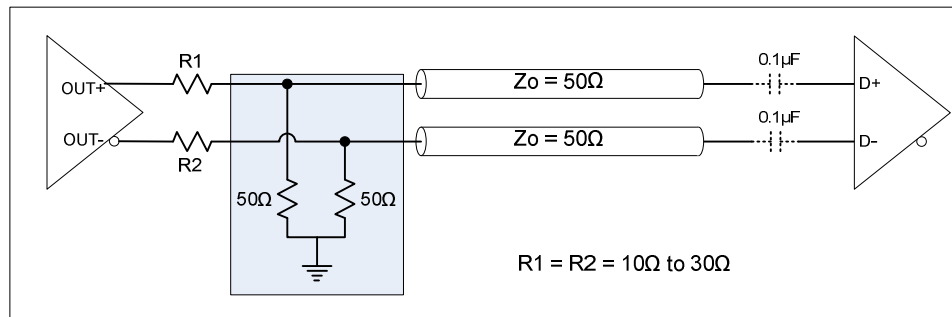 R1
0.1µF
OUT+
Zo = 50Ω
D+
0.1µF
OUT-
Zo = 50Ω
D-
R2
50Ω
50Ω
R1 = R2 = 10Ω to 30Ω